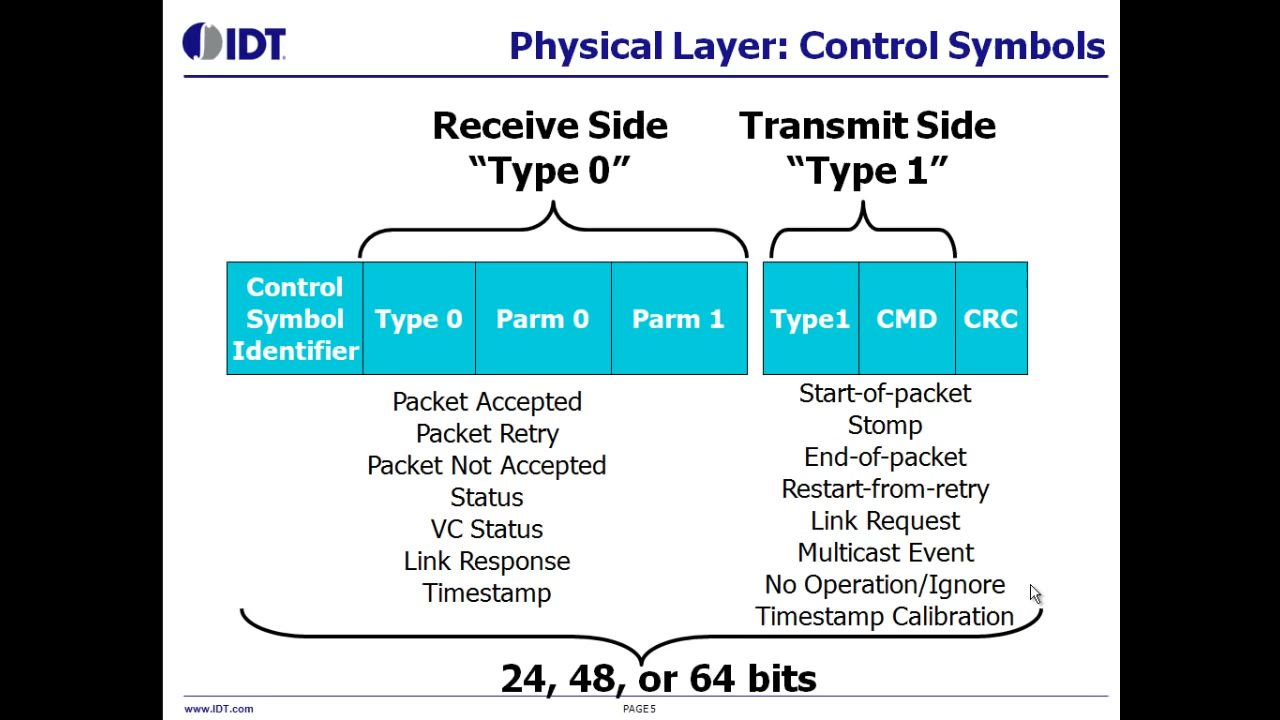 IDT
Physical Layer: Control Symbols
Receive Side
“Type 0”
Transmit Side
“Type 1”
Control
Symbol
Identifier
Type 0
Parm 0
Parm 1
Type1
CMD
CRC
Packet Accepted
Packet Retry
Packet Not Accepted
Status
VC Status
Link Response
Timestamp
Start-of-packet
Stomp
End-of-packet
Restart-from-retry
Link Request
Multicast Event
No Operation/Ignore
Timestamp Calibration
24, 48, or 64 bits
www.IDT.com
PAGE 5